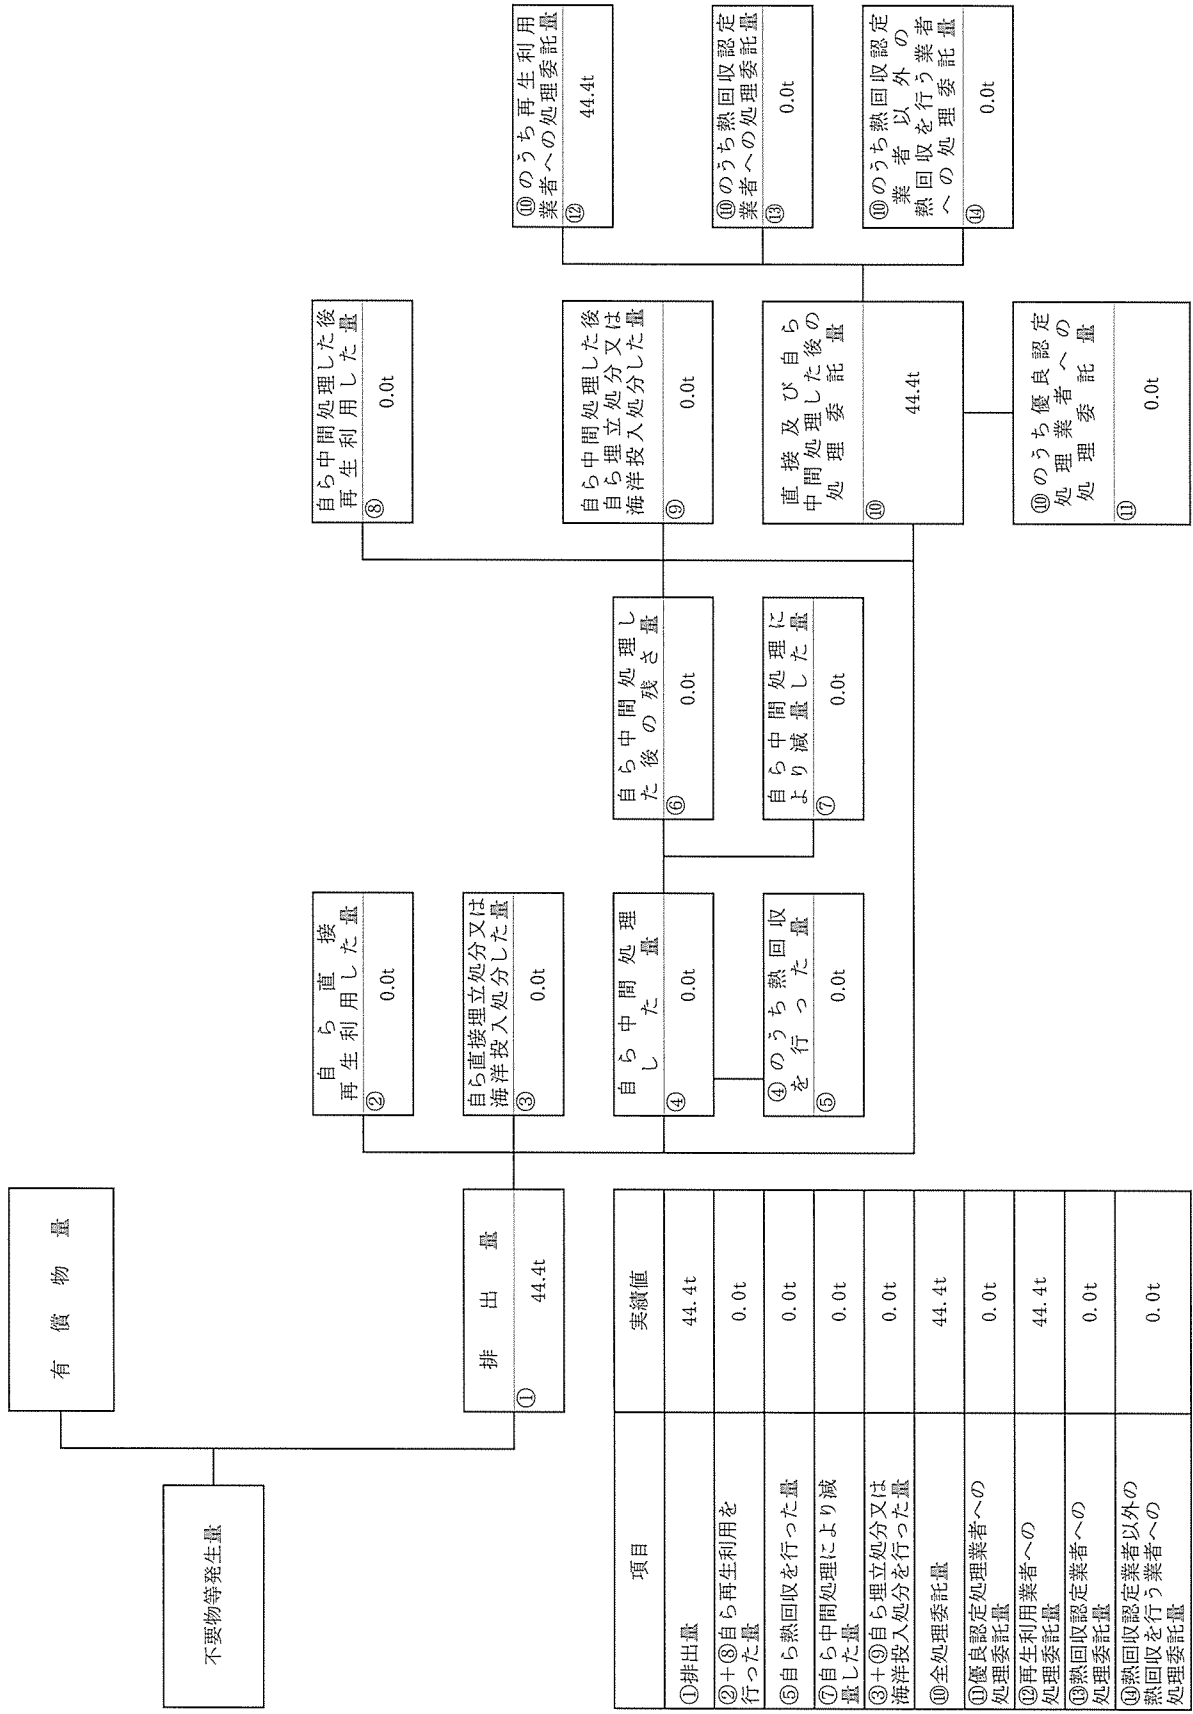 不要物等発生量
有償物量
排出量
①
44.4t
自ら直接
再生利用した量
②
0.0t
自ら直接埋立処分又は
海洋投入処分した量
③
0.0t
自ら中間処理
した量
④
0.0t
④のうち熱回収
を行った量
⑤
0.0t
自ら中間処理し
た後の残さ量
⑥
0.0t
自ら中間処理に
より減量した量
⑦
0.0t
自ら中間処理した後
再生利用した量
⑧
0.0t
自ら中間処理した後
自ら埋立処分又は
海洋投入処分した量
⑨
0.0t
直接及び自ら
中間処理した後の
処理委託量
⑩
44.4t
⑩のうち優良認定
処理業者への
処理委託量
⑪
0.0t
⑩のうち再生利用
業者への処理委託量
⑫
44.4t
⑩のうち熱回収認定
業者への処理委託量
⑬
0.0t
⑩のうち熱回収認定
業者以外の
熱回収を行う業者
への処理委託量
⑭
0.0t
項目 実績値
①排出量 44.4t
②＋⑧自ら再生利用を
行った量 0.0t
⑤自ら熱回収を行った量 0.0t
⑦自ら中間処理により減
量した量 0.0t
③＋⑨自ら埋立処分又は
海洋投入処分を行った量 0.0t
⑩全処理委託量 44.4t
⑪優良認定処理業者への
処理委託量 0.0t
⑫再生利用業者への
処理委託量 44.4t
⑬熱回収認定業者への
処理委託量 0.0t
⑭熱回収認定業者以外の
熱回収を行う業者への
処理委託量 0.0t